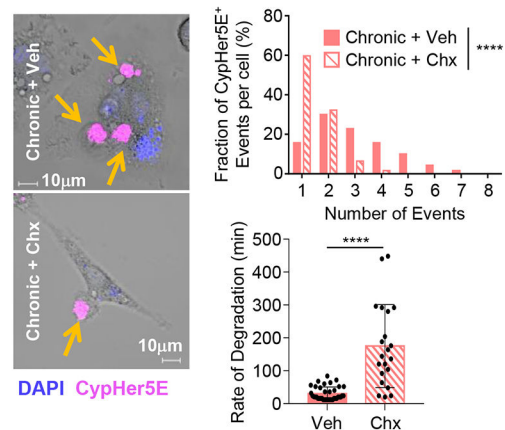 Chronic + Veh
10μm
Chronic + Chx
10μm
DAPI CypHer5E
Fraction of CypHer5E+
Events per cell (%)
80
60
40
20
0
Chronic + Veh
Chronic + Chx
****
1 2 3 4 5 6 7 8
Number of Events
Rate of Degradation (min)
500
400
300
200
100
0
****
Veh Chx